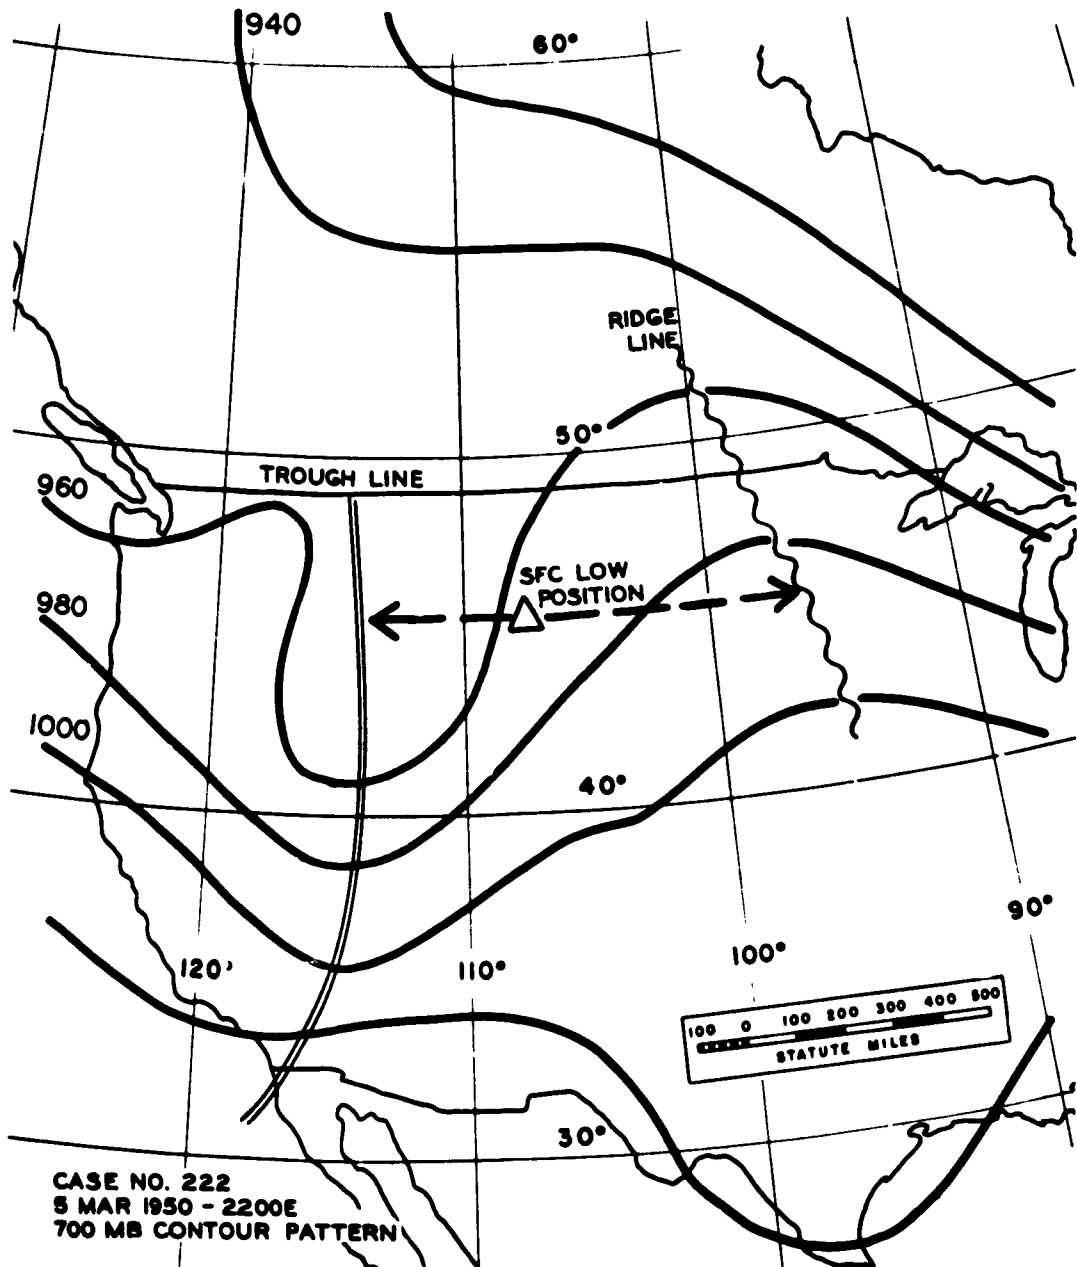 940
60°
RIDGE
LINE
50°
TROUGH LINE
960
SFC LOW
POSITION
980
1000
40°
90°
120'
110°
100°
100 0 100 200 300 400 500
STATUTE MILES
30°
CASE NO. 222
5 MAR 1950 - 2200E
700 MB CONTOUR PATTERN